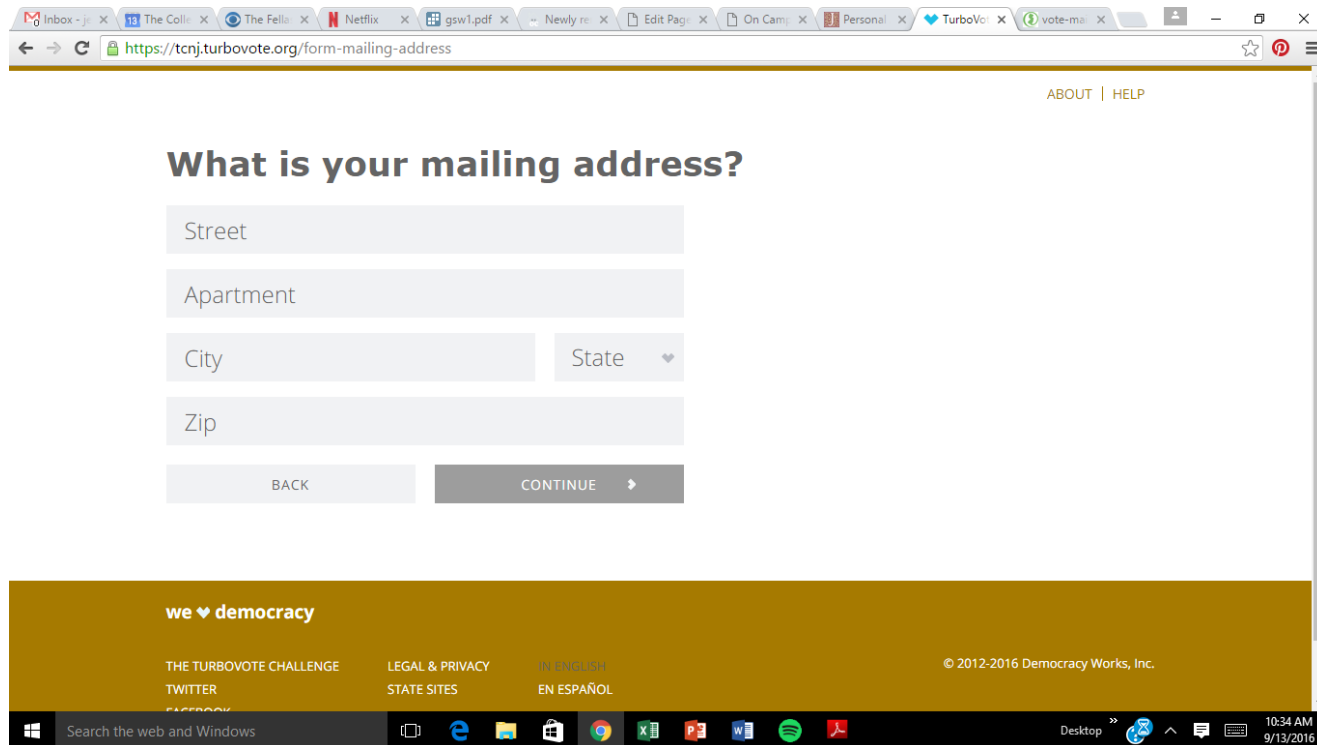 Inbox - je
The Colle
The Fella
Netflix
gsw1.pdf
Newly re
Edit Page
On Camp
Personal
TurboVot
vote-mai
https://tcnj.turbovote.org/form-mailing-address
ABOUT | HELP
What is your mailing address?
Street
Apartment
City
State
Zip
BACK
CONTINUE
we democracy
THE TURBOVOTE CHALLENGE
LEGAL & PRIVACY
IN ENGLISH
© 2012-2016 Democracy Works, Inc.
TWITTER
STATE SITES
EN ESPAÑOL
FACEBOOK
Search the web and Windows
Desktop
10:34 AM
9/13/2016